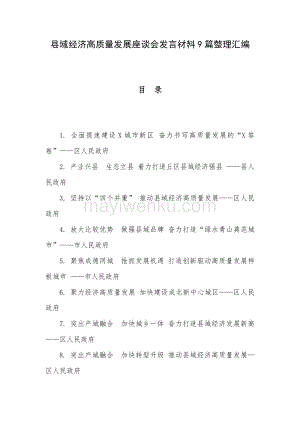 县域经济高质量发展座谈会发言材料9篇整理汇编
目 录
1. 全面提速建设X城市新区 奋力书写高质量发展的“X答
卷”——区人民政府
2. 产业兴县 生态立县 着力打造丘区县域经济强县 ——县人
民政府
3. 坚持以“四个并重” 推动县域经济高质量发展——区人民
政府
mayiwenku.com
4. 放大比较优势 做强县域品牌 奋力打造“绿水青山典范城
市”——市人民政府
5. 聚焦成德同城 抢抓发展机遇 打造创新驱动高质量发展样
板城市 ——市人民政府
6. 聚力经济高质量发展 加快建设成北新中心城区——区人民
政府
7. 突出产城融合 加快城乡一体 奋力打造县域经济发展新高
——区人民政府
8. 突出产城融合 加快转型升级 推动县域经济高质量发展—
区人民政府